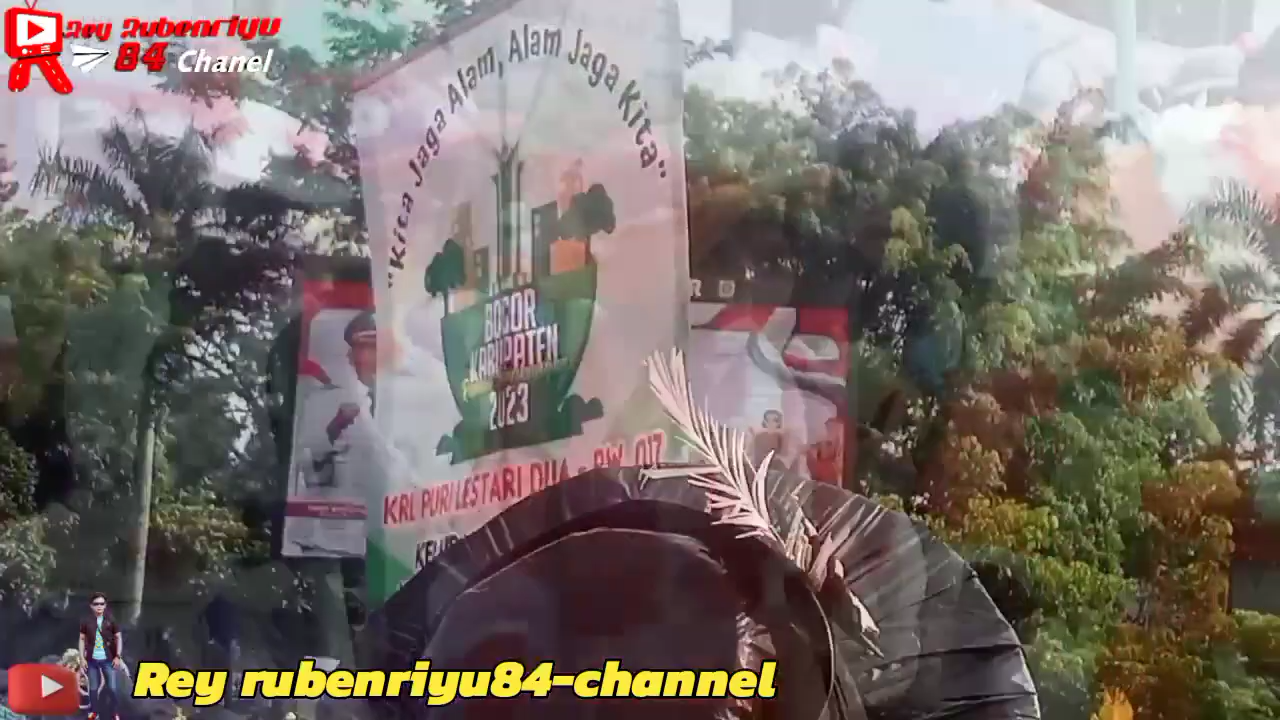 Rey Rubenriyu
84 Chanel
"Kita Jaga Alam, Alam Jaga Kita"
BOGOR
KABUPATEN
2023
KRL PURI LESTARI DUA - RW. 017
Rey rubenriyu84-channel